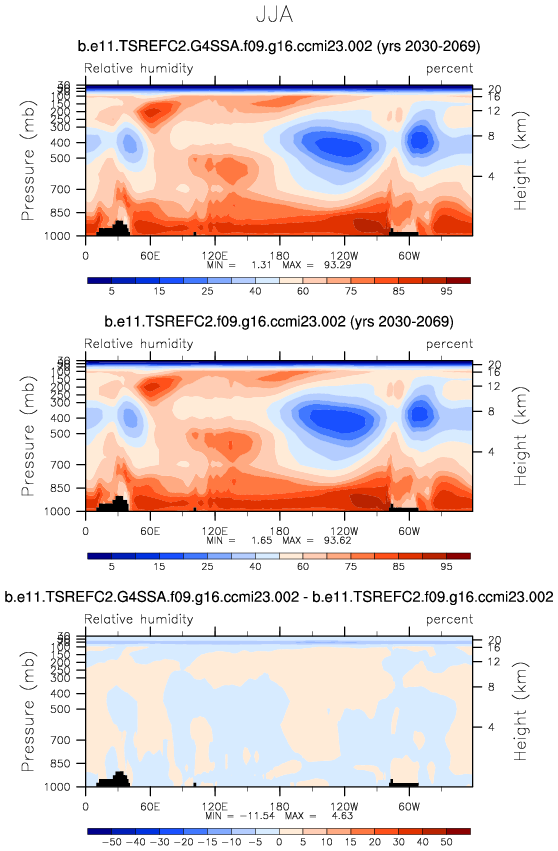 JJA
b.e11.TSREFC2.G4SSA.f09.g16.ccmi23.002 (yrs 2030-2069)
Relative humidity percent
Pressure (mb)
100
200
250
300
400
500
700
850
1000
Height (km)
20
16
12
8
4
0 60E 120E 180 120W 60W
MIN = 1.31 MAX = 93.29
5 15 25 40 60 75 85 95
b.e11.TSREFC2.f09.g16.ccmi23.002 (yrs 2030-2069)
Relative humidity percent
Pressure (mb)
100
150
200
250
300
400
500
700
850
1000
Height (km)
20
16
12
8
4
0 60E 120E 180 120W 60W
MIN = 1.65 MAX = 93.62
5 15 25 40 60 75 85 95
b.e11.TSREFC2.G4SSA.f09.g16.ccmi23.002 - b.e11.TSREFC2.f09.g16.ccmi23.002
Relative humidity percent
Pressure (mb)
100
150
200
250
300
400
500
700
850
1000
Height (km)
20
16
12
8
4
0 60E 120E 180 120W 60W
MIN = -11.54 MAX = 4.63
-50 -40 -30 -20 -15 -10 -5 0 5 10 15 20 30 40 50